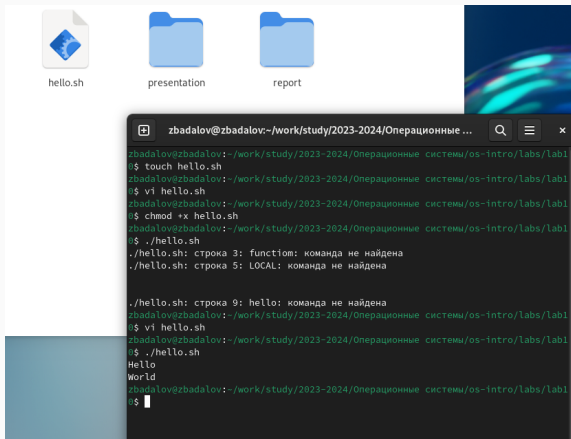 hello.sh
presentation
report
zbadalov@zbadalov:~/work/study/2023-2024/Операционные ...
zbadalov@zbadalov:~/work/study/2023-2024/Операционные системы/os-intro/labs/lab1
0$ touch hello.sh
zbadalov@zbadalov:~/work/study/2023-2024/Операционные системы/os-intro/labs/lab1
0$ vi hello.sh
zbadalov@zbadalov:~/work/study/2023-2024/Операционные системы/os-intro/labs/lab1
0$ chmod +x hello.sh
zbadalov@zbadalov:~/work/study/2023-2024/Операционные системы/os-intro/labs/lab1
0$ ./hello.sh
./hello.sh: строка 3: functiom: команда не найдена
./hello.sh: строка 5: LOCAL: команда не найдена
./hello.sh: строка 9: hello: команда не найдена
zbadalov@zbadalov:~/work/study/2023-2024/Операционные системы/os-intro/labs/lab1
0$ vi hello.sh
zbadalov@zbadalov:~/work/study/2023-2024/Операционные системы/os-intro/labs/lab1
0$ ./hello.sh
Hello
World
zbadalov@zbadalov:~/work/study/2023-2024/Операционные системы/os-intro/labs/lab1
0$